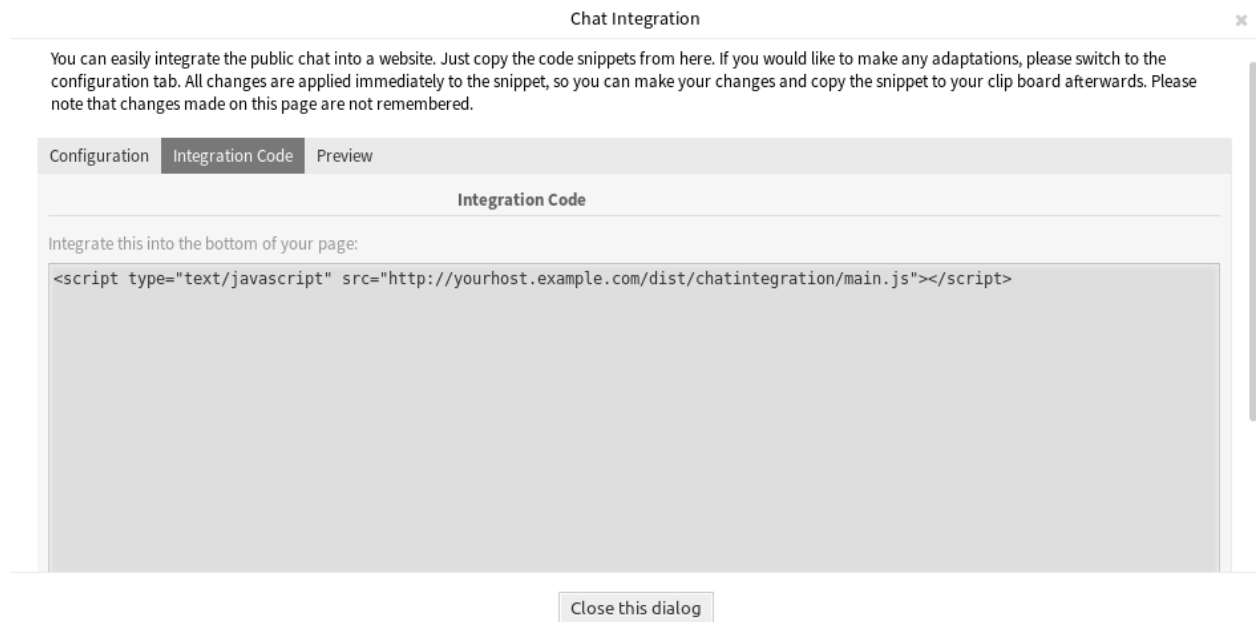 Chat Integration
×
You can easily integrate the public chat into a website. Just copy the code snippets from here. If you would like to make any adaptations, please switch to the
configuration tab. All changes are applied immediately to the snippet, so you can make your changes and copy the snippet to your clip board afterwards. Please
note that changes made on this page are not remembered.
Configuration Integration Code Preview
Integration Code
Integrate this into the bottom of your page:
<script type="text/javascript" src="http://yourhost.example.com/dist/chatintegration/main.js"></script>
Close this dialog